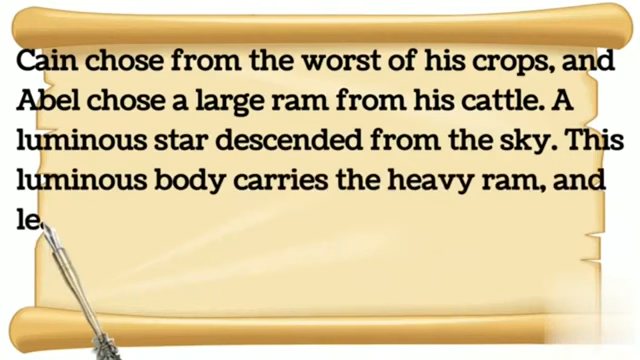 Cain chose from the worst of his crops, and
Abel chose a large ram from his cattle. A
luminous star descended from the sky. This
luminous body carries the heavy ram, and
le